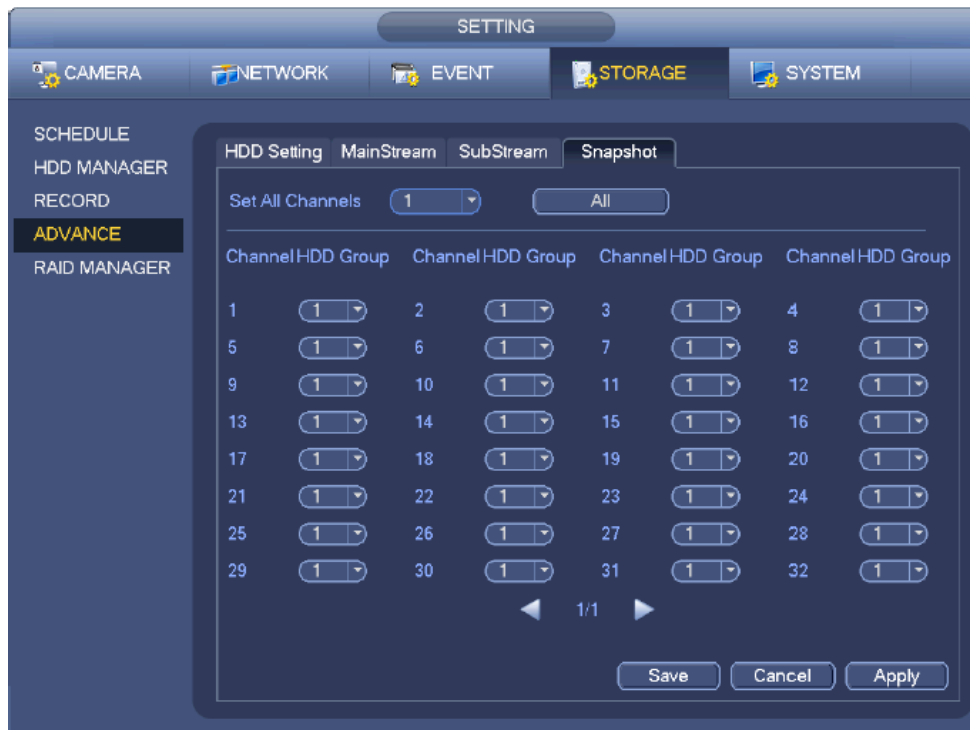 SETTING
CAMERA NETWORK EVENT STORAGE SYSTEM
SCHEDULE
HDD MANAGER
RECORD
ADVANCE
RAID MANAGER
HDD Setting MainStream SubStream Snapshot
Set All Channels 1 All
Channel HDD Group Channel HDD Group Channel HDD Group Channel HDD Group
1 1 2 1 3 1 4 1
5 1 6 1 7 1 8 1
9 1 10 1 11 1 12 1
13 1 14 1 15 1 16 1
17 1 18 1 19 1 20 1
21 1 22 1 23 1 24 1
25 1 26 1 27 1 28 1
29 1 30 1 31 1 32 1
1/1
Save Cancel Apply